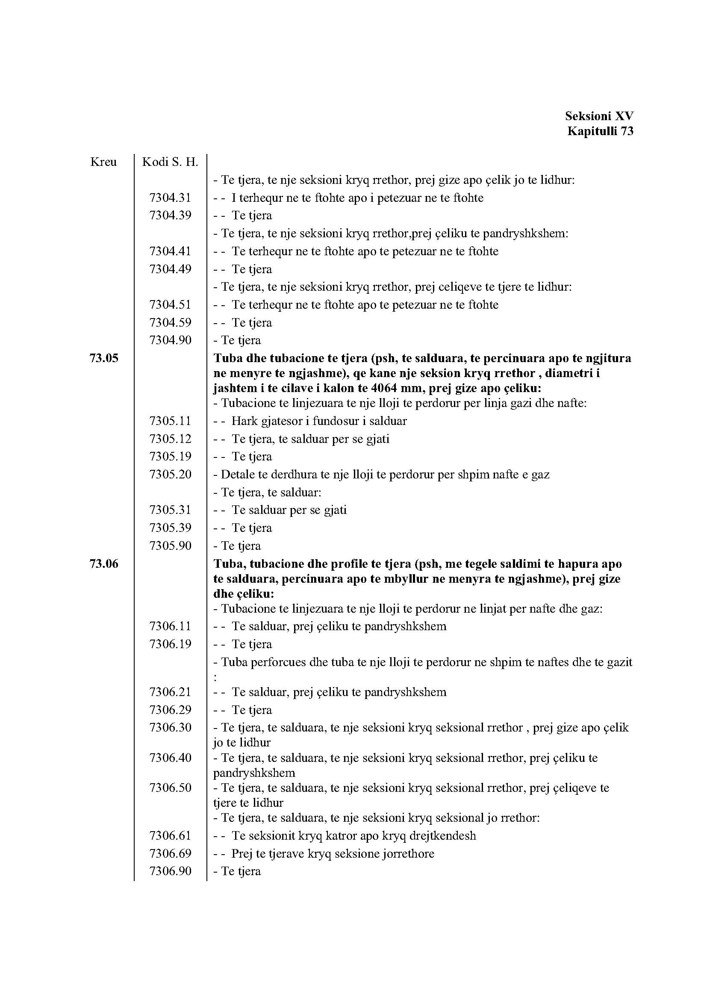 Seksioni XV
Kapitulli 73
Kreu Kodi S. H.
- Te tjera, te nje seksioni kryq rrethor, prej gize apo çelik jo te lidhur:
7304.31 - - I terhequr ne te ftohte apo i petezuar ne te ftohte
7304.39 - - Te tjera
- Te tjera, te nje seksioni kryq rrethor,prej çeliku te pandryshkshem:
7304.41 - - Te terhequr ne te ftohte apo te petezuar ne te ftohte
7304.49 - - Te tjera
- Te tjera, te nje seksioni kryq rrethor, prej celiqeve te tjere te lidhur:
7304.51 - - Te terhequr ne te ftohte apo te petezuar ne te ftohte
7304.59 - - Te tjera
7304.90 - Te tjera
73.05 Tuba dhe tubacione te tjera (psh, te salduara, te percinuara apo te ngjitura
ne menyre te ngjashme), qe kane nje seksion kryq rrethor , diametri i
jashtem i te cilave i kalon te 4064 mm, prej gize apo çeliku:
- Tubacione te linjezuara te nje lloji te perdorur per linja gazi dhe nafte:
7305.11 - - Hark gjatesor i fundosur i salduar
7305.12 - - Te tjera, te salduar per se gjati
7305.19 - - Te tjera
7305.20 - Detale te derdhura te nje lloji te perdorur per shpim nafte e gaz
- Te tjera, te salduar:
7305.31 - - Te salduar per se gjati
7305.39 - - Te tjera
7305.90 - Te tjera
73.06 Tuba, tubacione dhe profile te tjera (psh, me tegele saldimi te hapura apo
te salduara, percinuara apo te mbyllur ne menyra te ngjashme), prej gize
dhe çeliku:
- Tubacione te linjezuara te nje lloji te perdorur ne linjat per nafte dhe gaz:
7306.11 - - Te salduar, prej çeliku te pandryshkshem
7306.19 - - Te tjera
- Tuba perforcues dhe tuba te nje lloji te perdorur ne shpim te naftes dhe te gazit
:
7306.21 - - Te salduar, prej çeliku te pandryshkshem
7306.29 - - Te tjera
7306.30 - Te tjera, te salduara, te nje seksioni kryq seksional rrethor , prej gize apo çelik
jo te lidhur
7306.40 - Te tjera, te salduara, te nje seksioni kryq seksional rrethor, prej çeliku te
pandryshkshem
7306.50 - Te tjera, te salduara, te nje seksioni kryq seksional rrethor, prej çeliqeve te
tjere te lidhur
- Te tjera, te salduara, te nje seksioni kryq seksional jo rrethor:
7306.61 - - Te seksionit kryq katror apo kryq drejtkendesh
7306.69 - - Prej te tjerave kryq seksione jorrethore
7306.90 - Te tjera